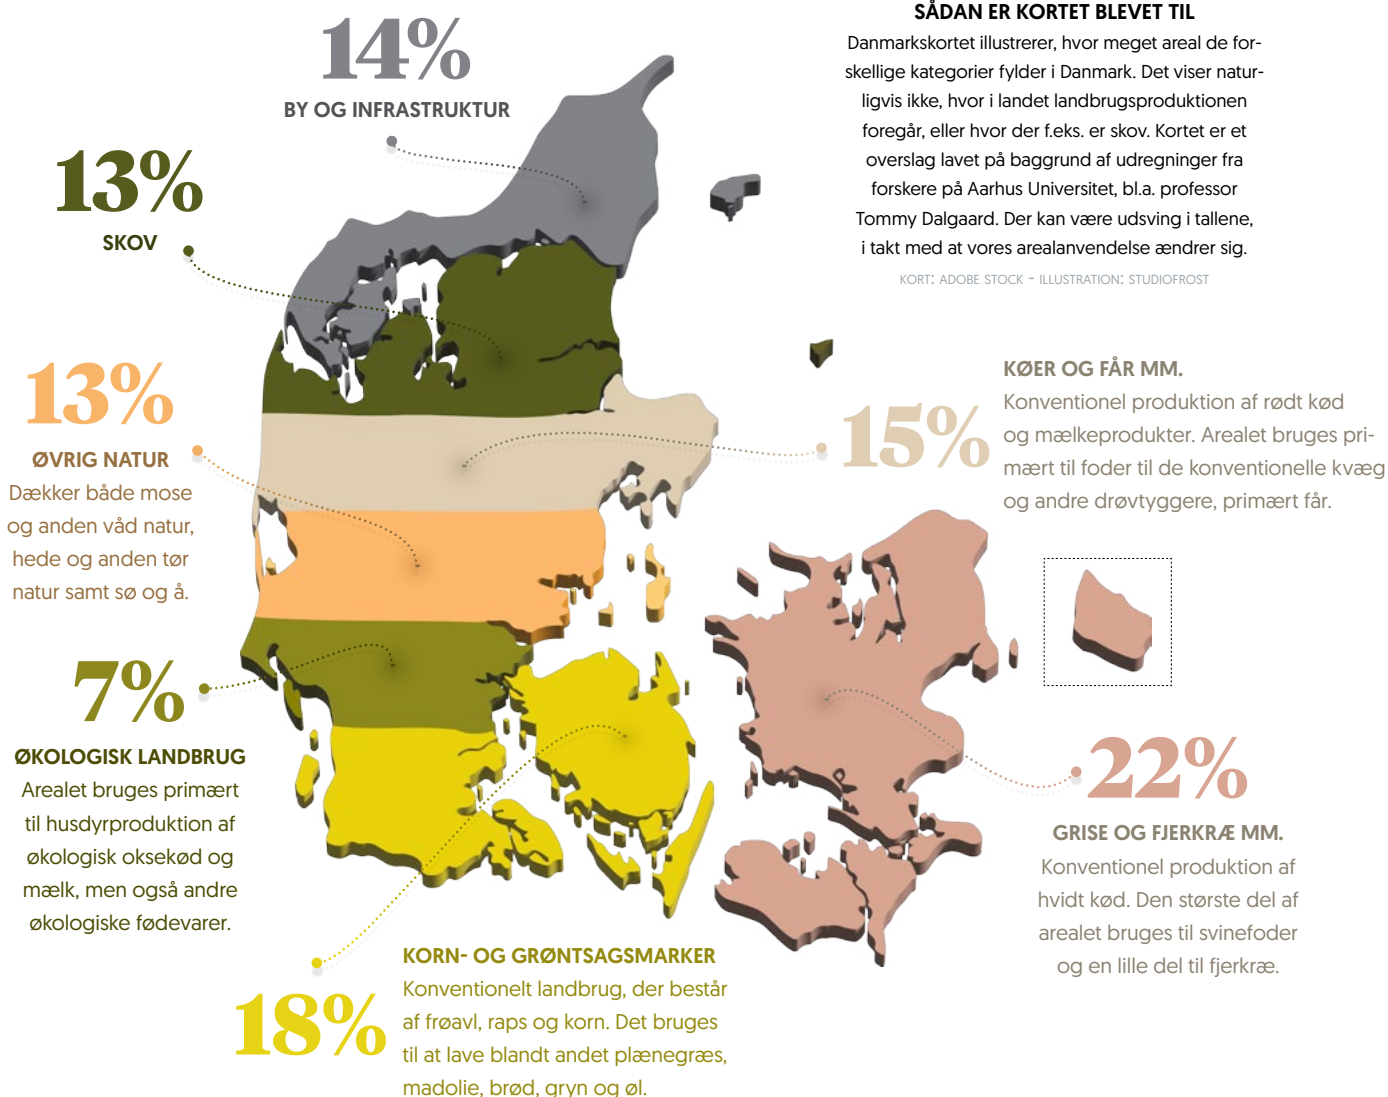 14%
BY OG INFRASTRUKTUR
13%
SKOV
13%
ØVRIG NATUR
Dækker både mose
og anden våd natur,
hede og anden tør
natur samt sø og å.
7%
ØKOLOGISK LANDBRUG
Arealet bruges primært
til husdyrproduktion af
økologisk oksekød og
mælk, men også andre
økologiske fødevarer.
18%
KORN- OG GRØNTSAGSMARKER
Konventionelt landbrug, der består
af frøavl, raps og korn. Det bruges
til at lave blandt andet plænegræs,
madolie, brød, gryn og øl.
SÅDAN ER KORTET BLEVET TIL
Danmarkskortet illustrerer, hvor meget areal de for-
skellige kategorier fylder i Danmark. Det viser natur-
ligvis ikke, hvor i landet landbrugsproduktionen
foregår, eller hvor der f.eks. er skov. Kortet er et
overslag lavet på baggrund af udregninger fra
forskere på Aarhus Universitet, bl.a. professor
Tommy Dalgaard. Der kan være udsving i tallene,
i takt med at vores arealanvendelse ændrer sig.
KORT: ADOBE STOCK - ILLUSTRATION: STUDIOFROST
15%
KØER OG FÅR MM.
Konventionel produktion af rødt kød
og mælkeprodukter. Arealet bruges pri-
mært til foder til de konventionelle kvæg
og andre drøvtyggere, primært får.
22%
GRISE OG FJERKRÆ MM.
Konventionel produktion af
hvidt kød. Den største del af
arealet bruges til svinefoder
og en lille del til fjerkræ.